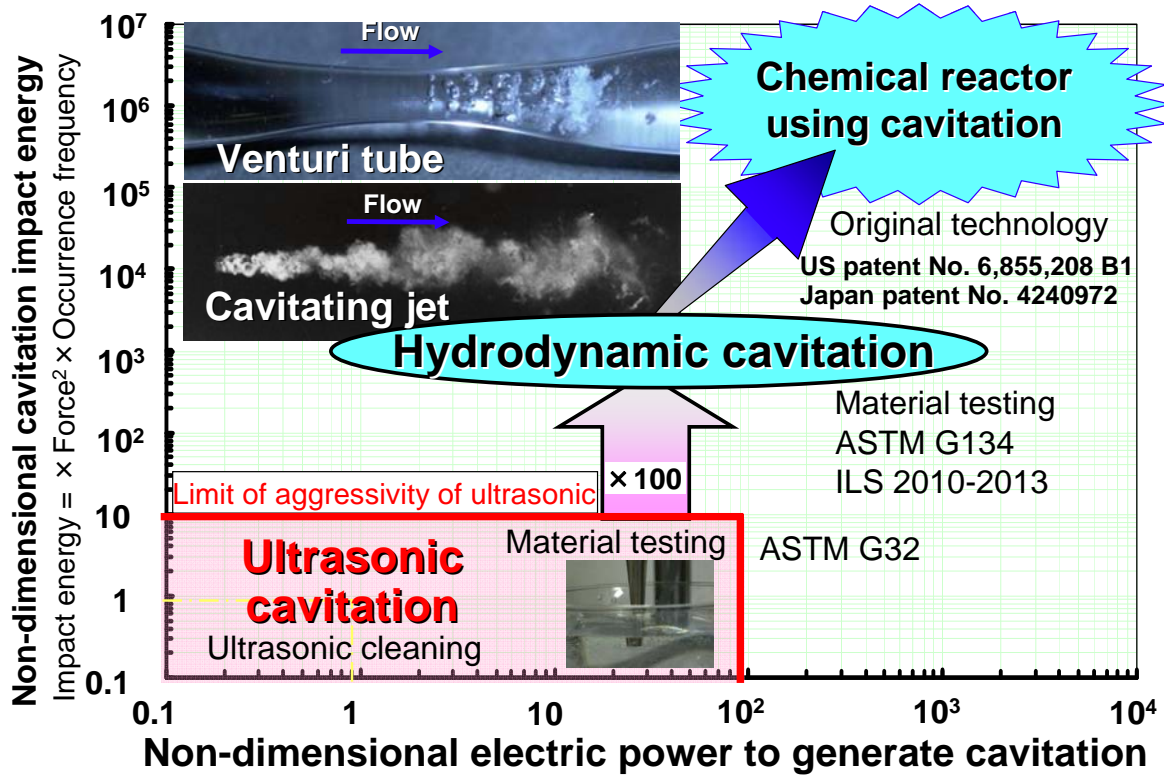 Non-dimensional cavitation impact energy
Impact energy = × Force² × Occurrence frequency
10⁷
10⁶
10⁵
10⁴
10³
10²
10
1
0.1
Flow
Venturi tube
Flow
Cavitating jet
Chemical reactor
using cavitation
Original technology
US patent No. 6,855,208 B1
Japan patent No. 4240972
Hydrodynamic cavitation
Material testing
ASTM G134
ILS 2010-2013
×100
Limit of aggressivity of ultrasonic
Ultrasonic
cavitation
Ultrasonic cleaning
Material testing
ASTM G32
0.1
1
10
10²
10³
10⁴
Non-dimensional electric power to generate cavitation